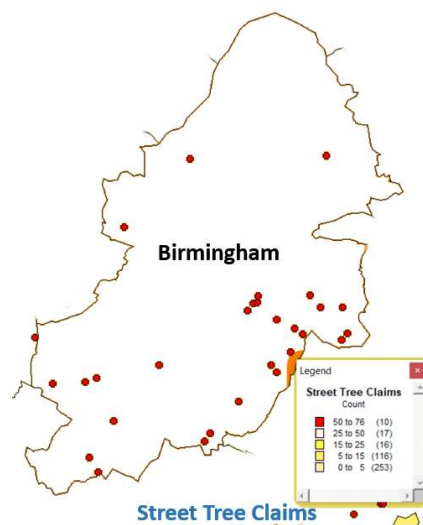 Birmingham
Legend
Street Tree Claims
Count
50 to 76 (10)
25 to 50 (17)
15 to 25 (16)
5 to 15 (116)
0 to 5 (253)
Street Tree Claims